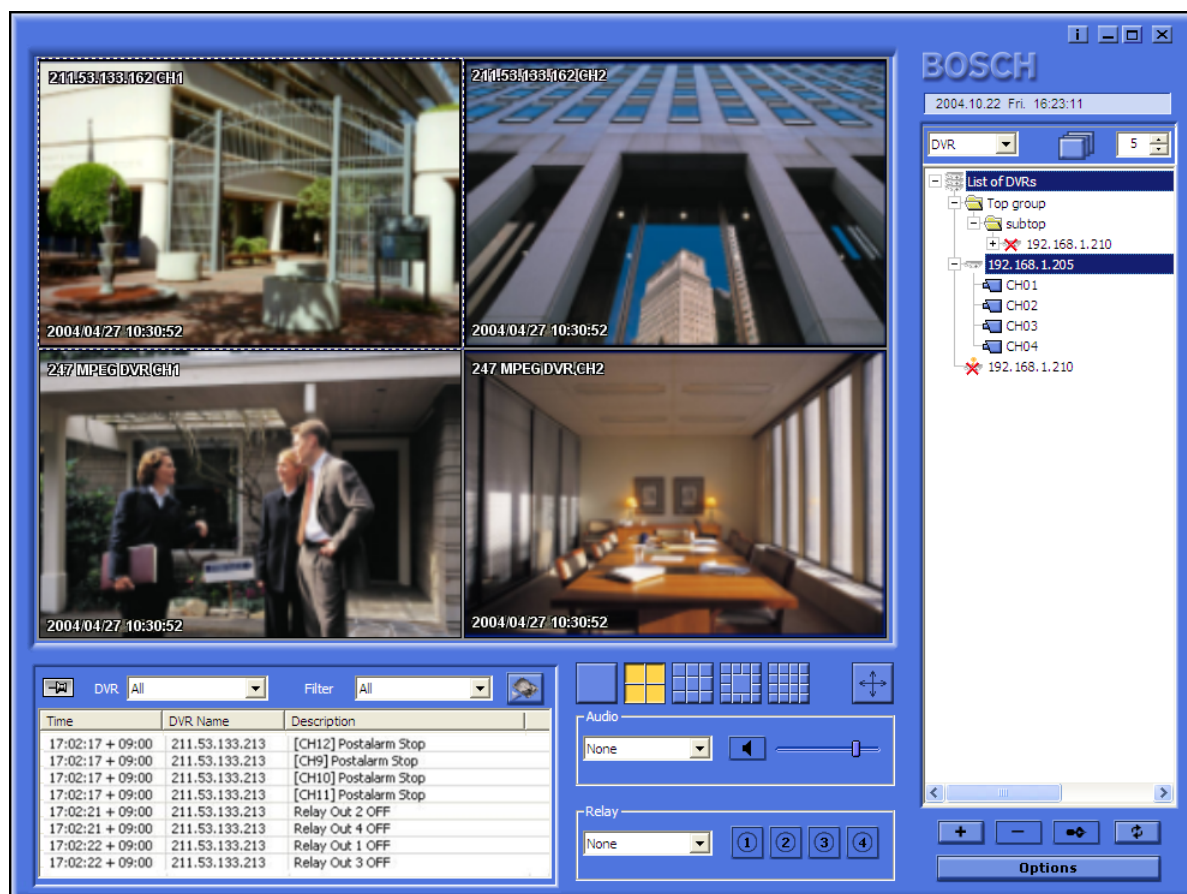 BOSCH
2004.10.22 Fri. 16:23:11
DVR
5
List of DVRs
Top group
subtop
192.168.1.210
192.168.1.205
CH01
CH02
CH03
CH04
192.168.1.210
Options
211.53.133.162 CH1
2004/04/27 10:30:52
211.53.133.162 CH2
2004/04/27 10:30:52
247 MPEG DVR CH1
2004/04/27 10:30:52
247 MPEG DVR CH2
2004/04/27 10:30:52
DVR All Filter All
Time DVR Name Description
17:02:17 + 09:00 211.53.133.213 [CH12] Postalarm Stop
17:02:17 + 09:00 211.53.133.213 [CH9] Postalarm Stop
17:02:17 + 09:00 211.53.133.213 [CH10] Postalarm Stop
17:02:17 + 09:00 211.53.133.213 [CH11] Postalarm Stop
17:02:21 + 09:00 211.53.133.213 Relay Out 2 OFF
17:02:21 + 09:00 211.53.133.213 Relay Out 4 OFF
17:02:22 + 09:00 211.53.133.213 Relay Out 1 OFF
17:02:22 + 09:00 211.53.133.213 Relay Out 3 OFF
Audio
None
Relay
None 1 2 3 4